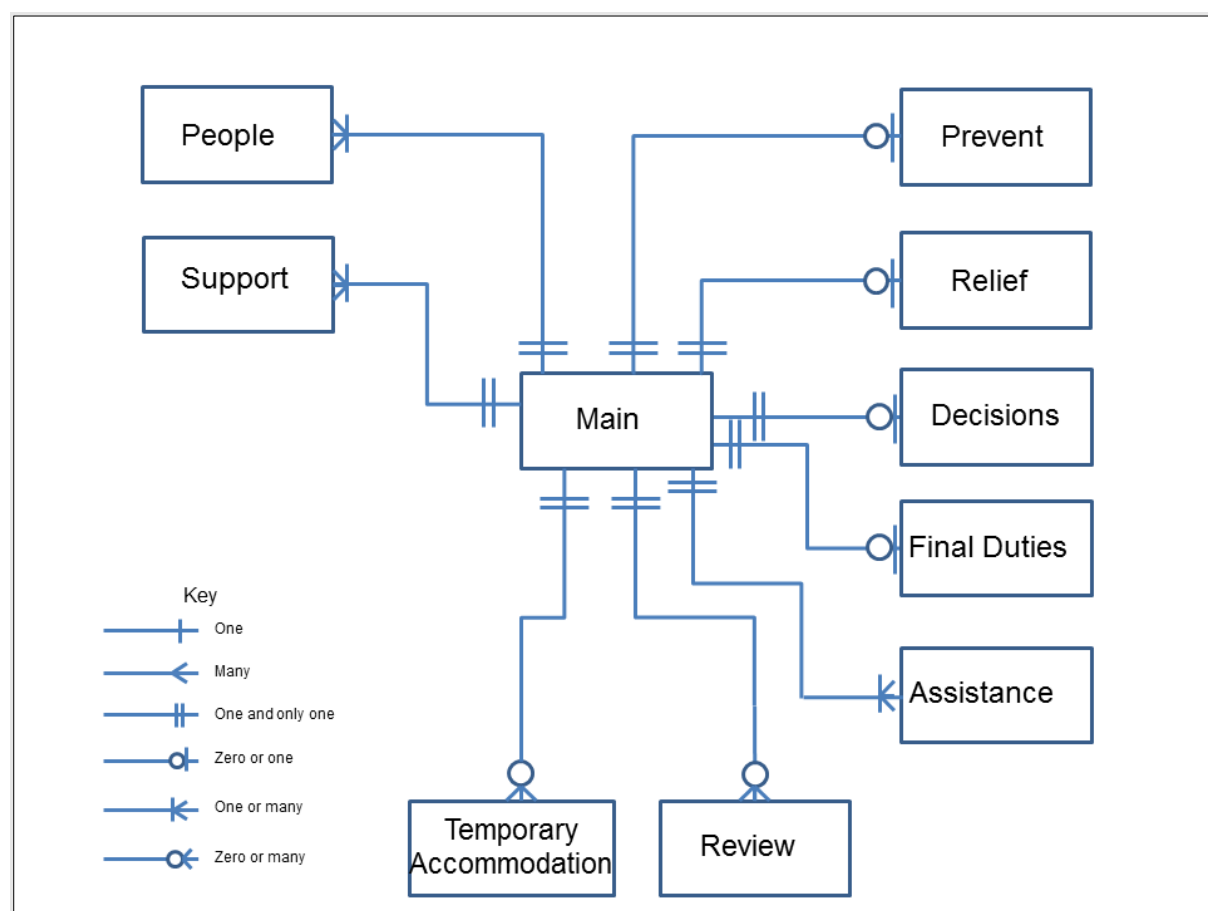 People
Prevent
Support
Relief
Main
Decisions
Final Duties
Key
One
Many
One and only one
Zero or one
One or many
Zero or many
Assistance
Temporary
Accommodation
Review